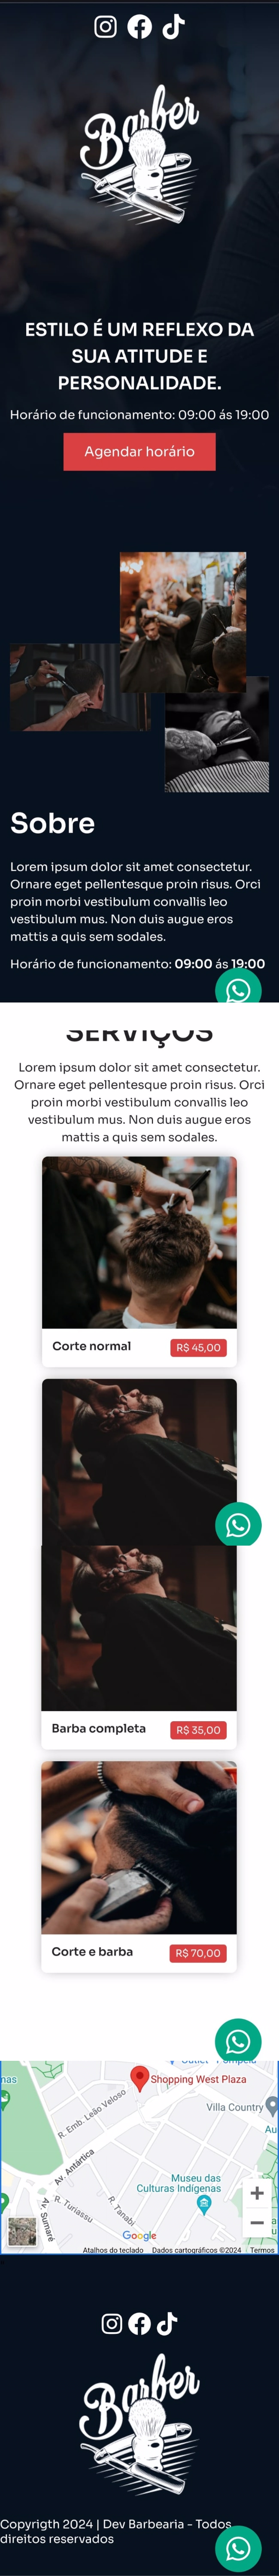 Barber
ESTILO É UM REFLEXO DA
SUA ATITUDE E
PERSONALIDADE.
Horário de funcionamento: 09:00 ás 19:00
Agendar horário
Sobre
Lorem ipsum dolor sit amet consectetur.
Ornare eget pellentesque proin risus. Orci
proin morbi vestibulum convallis leo
vestibulum mus. Non duis augue eros
mattis a quis sem sodales.
Horário de funcionamento: 09:00 ás 19:00
SERVIÇOS
Lorem ipsum dolor sit amet consectetur.
Ornare eget pellentesque proin risus. Orci
proin morbi vestibulum convallis leo
vestibulum mus. Non duis augue eros
mattis a quis sem sodales.
Corte normal R$ 45,00
Barba completa R$ 35,00
Corte e barba R$ 70,00
Outlet - Pompeia
Shopping West Plaza
nas
R. Emb. Leão Veloso
Villa Country
Au
Av. Antártica
Museu das
Culturas Indígenas
R. Turiassu
R. Tanabi
Av. Sumaré
Google
Atalhos do teclado Dados cartográficos ©2024 Termos
Barber
Copyrigth 2024 | Dev Barbearia - Todos
direitos reservados